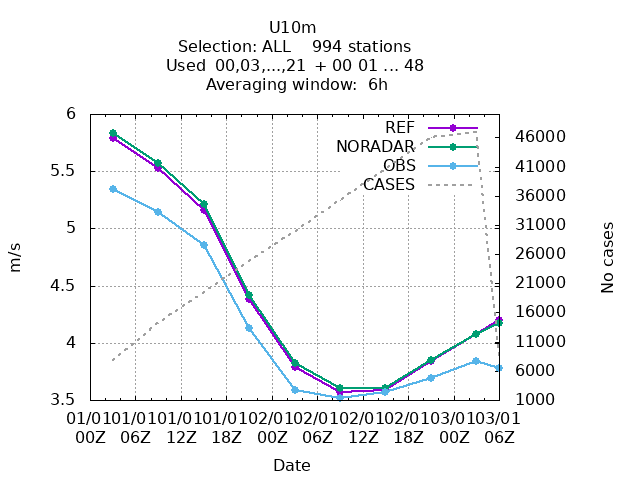 U10m
Selection: ALL 994 stations
Used 00,03,...,21 + 00 01 ... 48
Averaging window: 6h
6
5.5
5
4.5
4
3.5
m/s
REF
NORADAR
OBS
CASES
46000
41000
36000
31000
26000
21000
16000
11000
6000
1000
No cases
01/01 01/01 01/01 01/01 02/01 02/01 02/01 02/01 03/01 03/01
00Z 06Z 12Z 18Z 00Z 06Z 12Z 18Z 00Z 06Z
Date